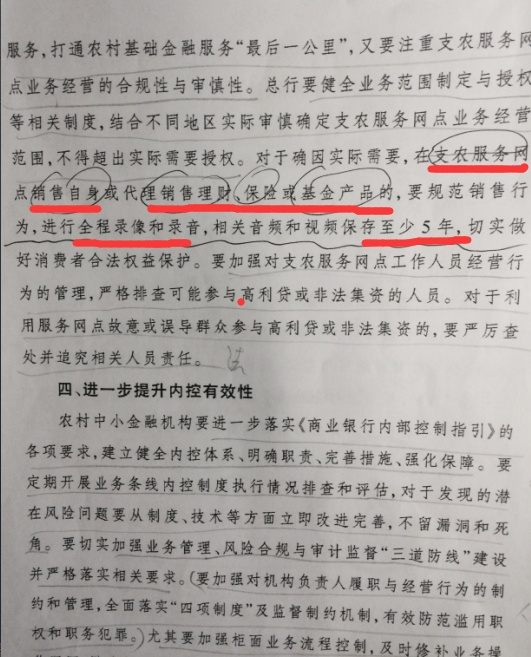 服务,打通农村基础金融服务“最后一公里”,又要注重支农服务网
点业务经营的合规性与审慎性。总行要健全业务范围制定与授权
等相关制度,结合不同地区实际审慎确定支农服务网点业务经营
范围,不得超出实际需要授权。对于确因实际需要,在支农服务网
点销售自身或代理销售理财、保险或基金产品的,要规范销售行
为,进行全程录像和录音,相关音频和视频保存至少5年,切实做
好消费者合法权益保护。要加强对支农服务网点工作人员经营行
为的管理,严格排查可能参与高利贷或非法集资的人员。对于利
用服务网点故意或误导群众参与高利贷或非法集资的,要严厉查
处并追究相关人员责任。
四、进一步提升内控有效性
农村中小金融机构要进一步落实《商业银行内部控制指引》的
各项要求,建立健全内控体系、明确职责、完善措施、强化保障。要
定期开展业务条线内控制度执行情况排查和评估,对于发现的潜
在风险问题要从制度、技术等方面立即改进完善,不留漏洞和死
角。要切实加强业务管理、风险合规与审计监督“三道防线”建设
并严格落实相关要求。(要加强对机构负责人履职与经营行为的制
约和管理,全面落实“四项制度”及监督制约机制,有效防范滥用职
权和职务犯罪。)尤其要加强柜面业务流程控制,及时修补业务操